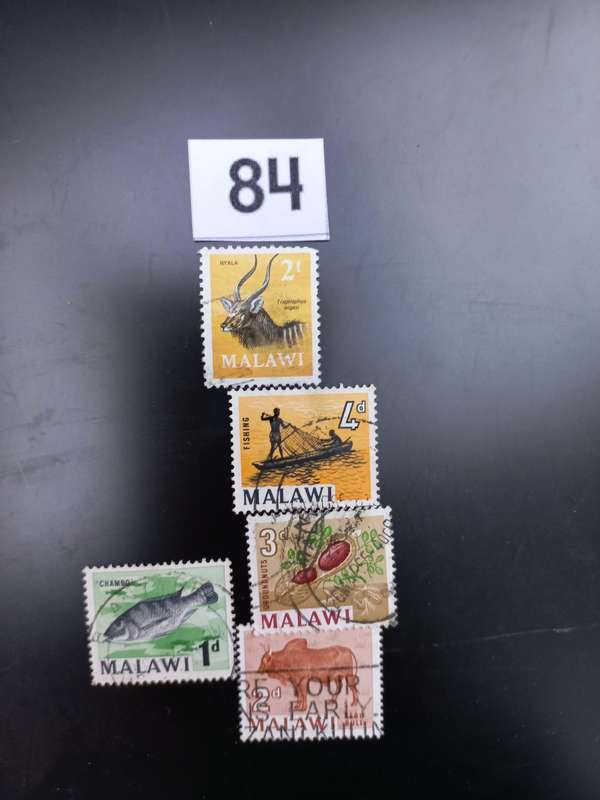 84
NYALA
2t
Tragelaphus
angasi
MALAWI
FISHING
4d
MALAWI
3d
GROUNDNUTS
MALAWI
CHAMBO
MALAWI 1d
RE YOUR
2d
EARLY
MALAWI